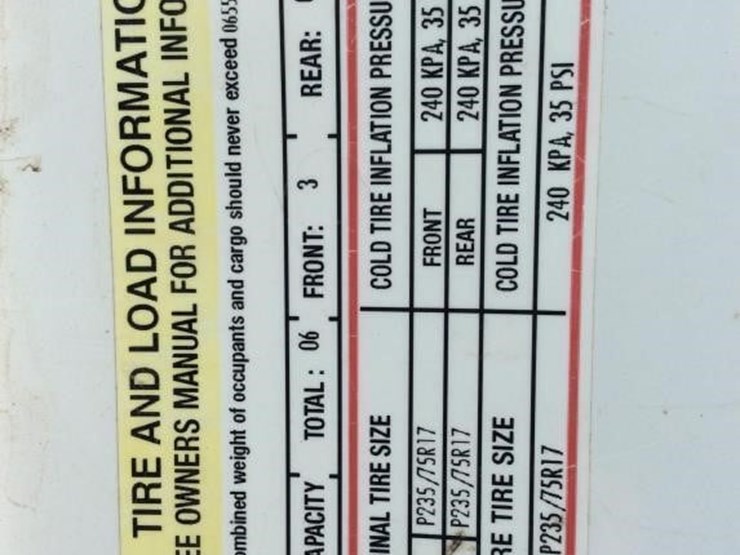 TIRE AND LOAD INFORMATIO
EE OWNERS MANUAL FOR ADDITIONAL INFO
ombined weight of occupants and cargo should never exceed 0655
APACITY TOTAL: 06 FRONT: 3 REAR:
INAL TIRE SIZE COLD TIRE INFLATION PRESSU
P235/75R17 FRONT 240 KPA, 35
P235/75R17 REAR 240 KPA, 35
RE TIRE SIZE COLD TIRE INFLATION PRESSU
P235/75R17 240 KPA, 35 PSI